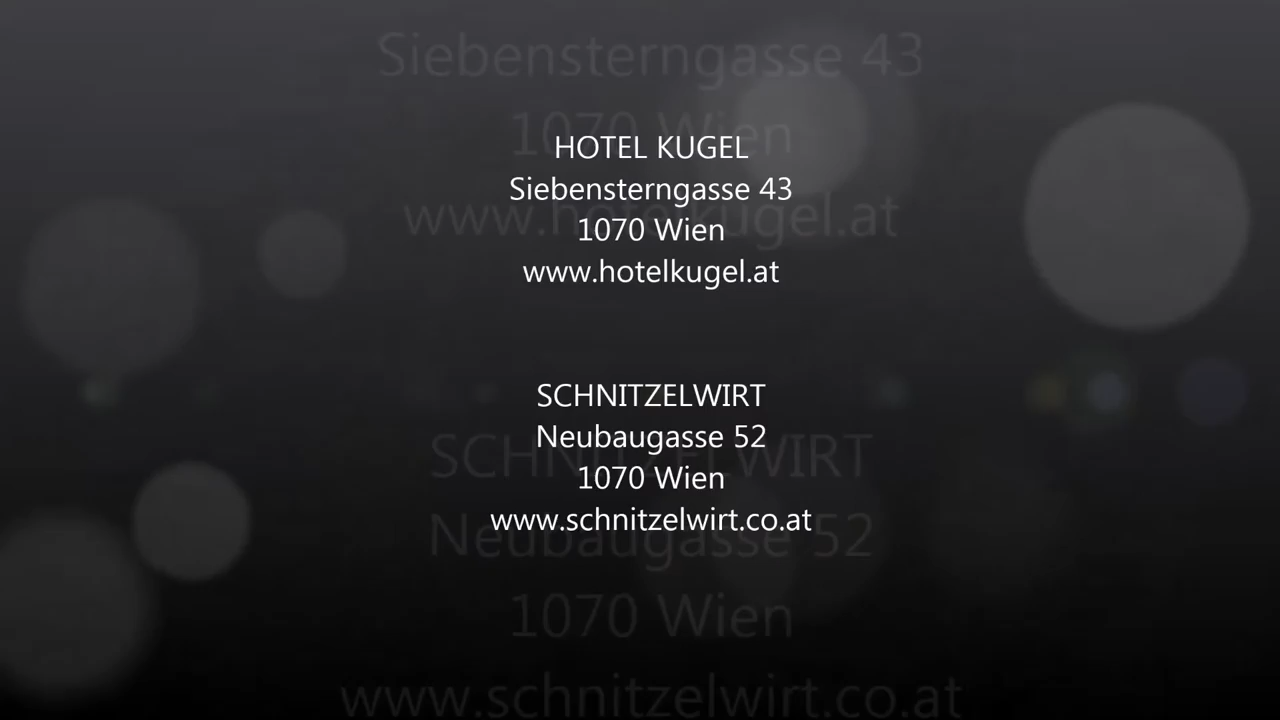 HOTEL KUGEL
Siebensterngasse 43
1070 Wien
www.hotelkugel.at
SCHNITZELWIRT
Neubaugasse 52
1070 Wien
www.schnitzelwirt.co.at